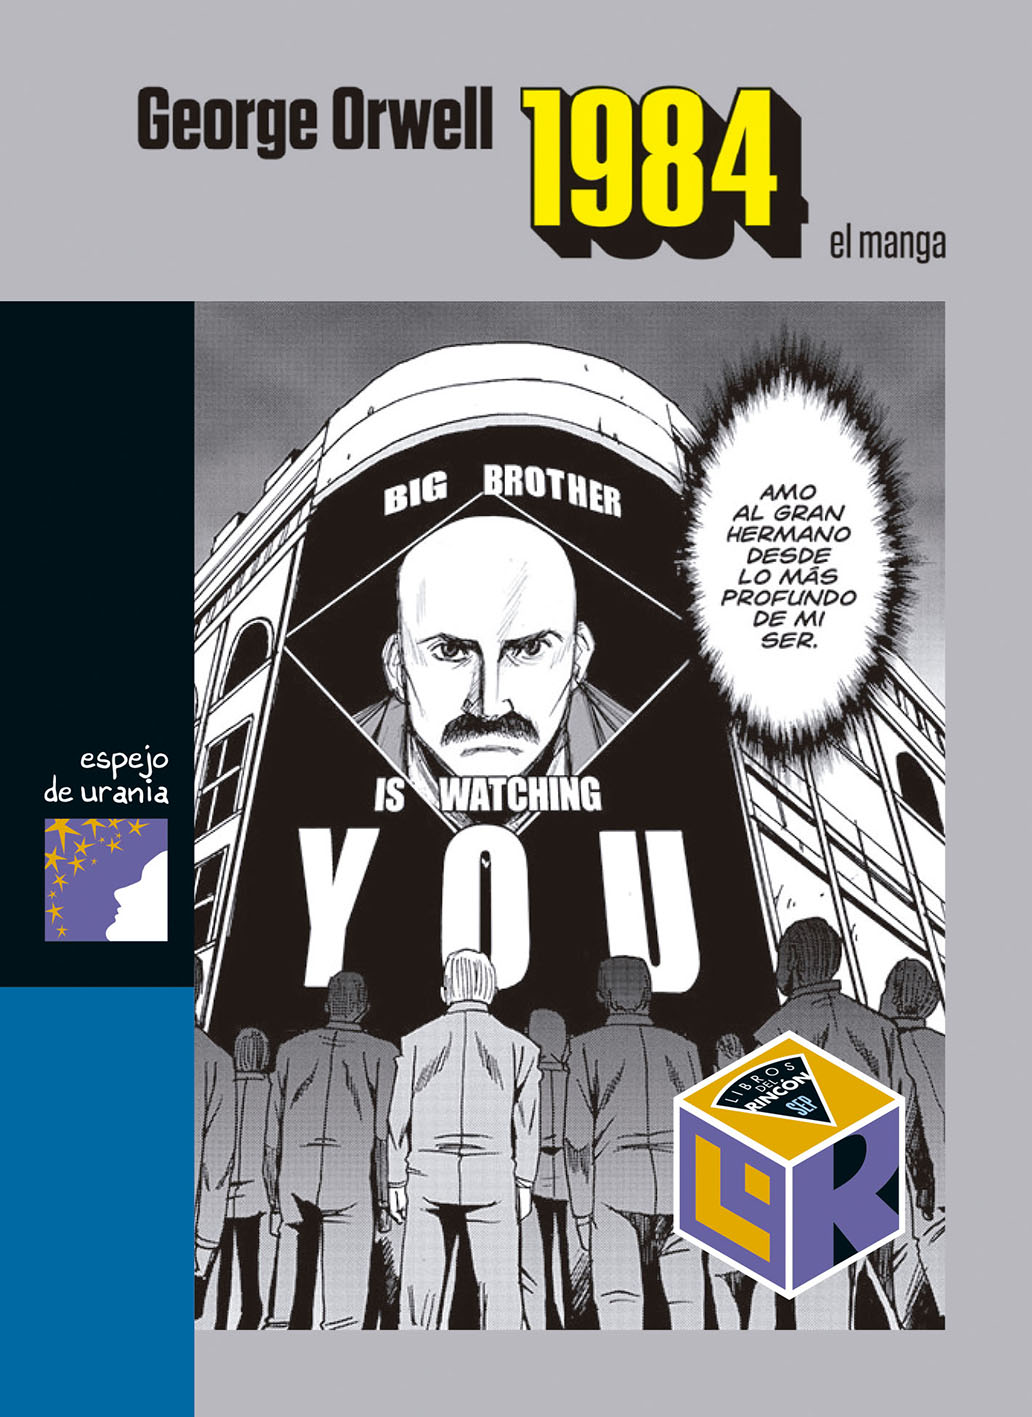 George Orwell
1984
el manga
BIG BROTHER
IS WATCHING
YOU
AMO
AL GRAN
HERMANO
DESDE
LO MÁS
PROFUNDO
DE MI
SER.
espejo
de urania
LIBROS
DEL
RINCÓN
SEP
L
R